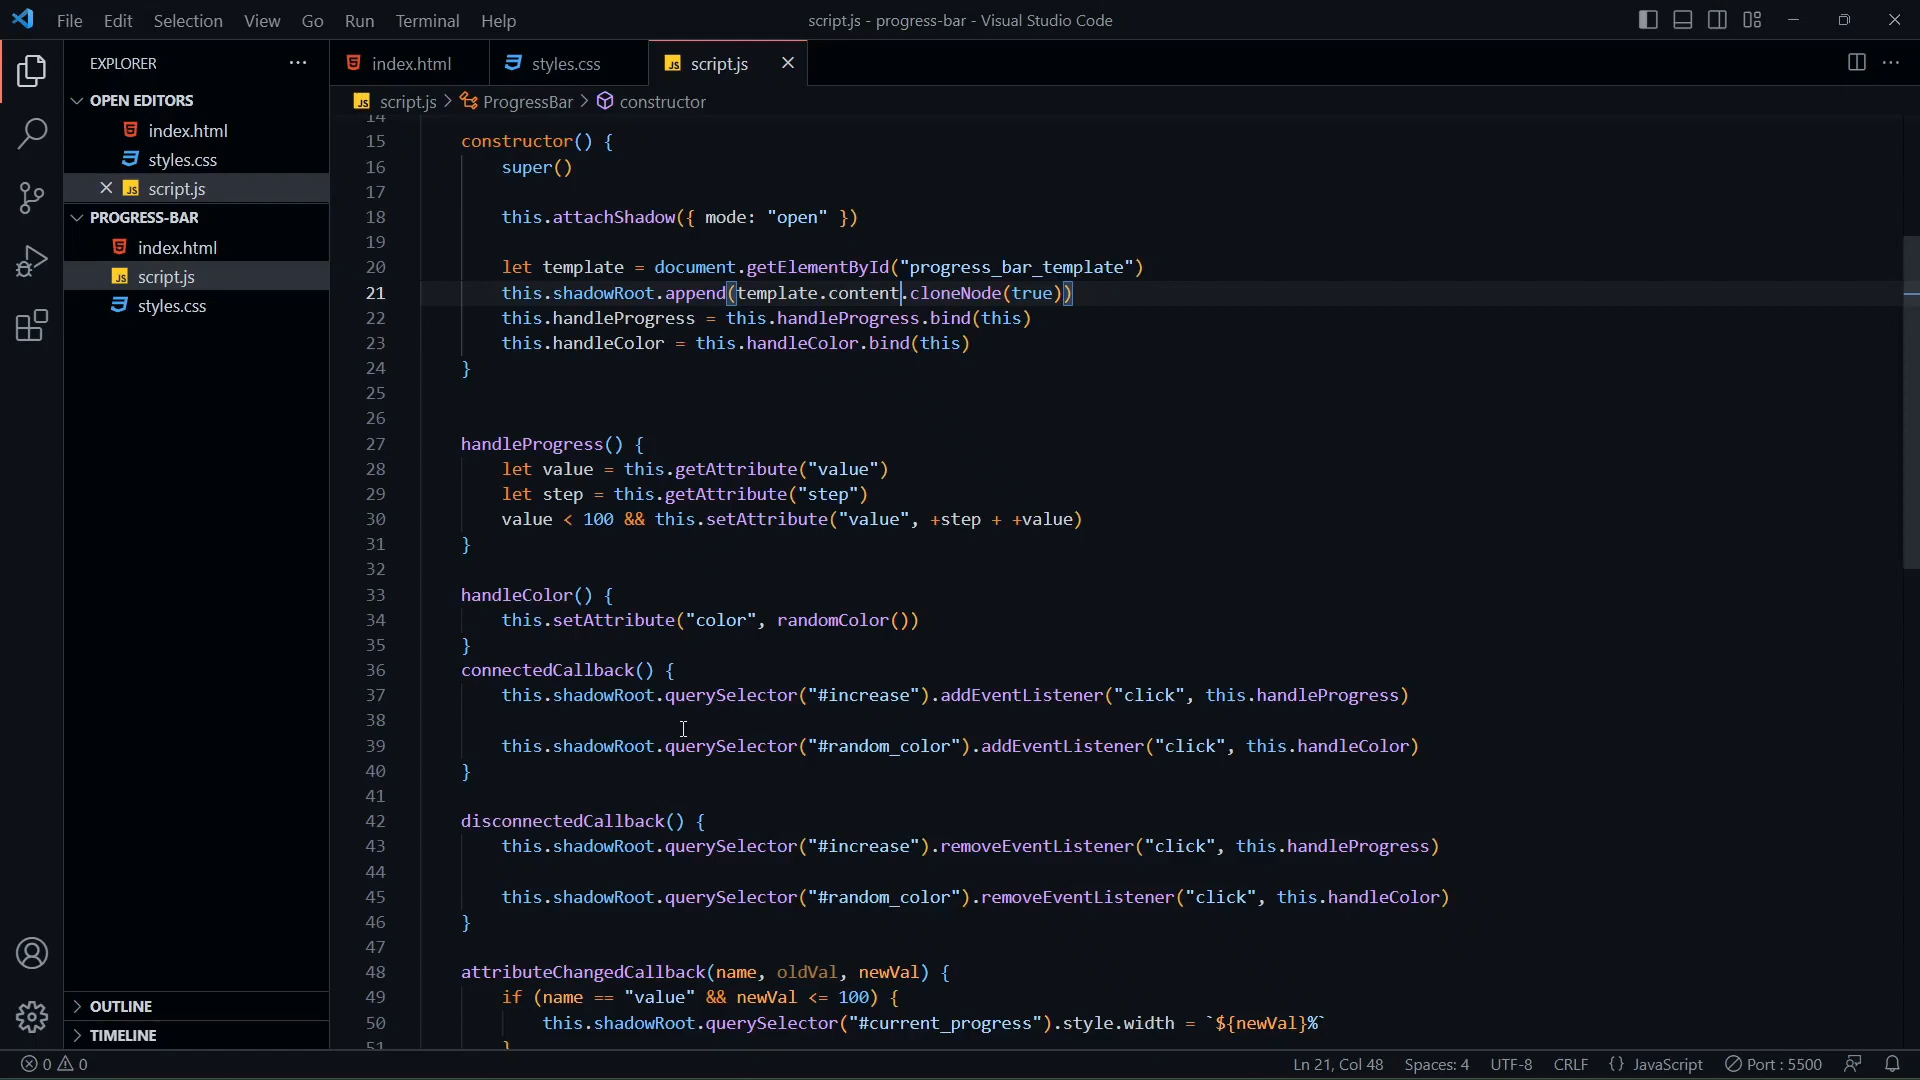 File Edit Selection View Go Run Terminal Help
script.js - progress-bar - Visual Studio Code
EXPLORER
OPEN EDITORS
index.html
styles.css
script.js
PROGRESS-BAR
index.html
script.js
styles.css
OUTLINE
TIMELINE
index.html styles.css script.js
script.js > ProgressBar > constructor
14
15 constructor() {
16 super()
17
18 this.attachShadow({ mode: "open" })
19
20 let template = document.getElementById("progress_bar_template")
21 this.shadowRoot.append(template.content.cloneNode(true))
22 this.handleProgress = this.handleProgress.bind(this)
23 this.handleColor = this.handleColor.bind(this)
24 }
25
26
27 handleProgress() {
28 let value = this.getAttribute("value")
29 let step = this.getAttribute("step")
30 value < 100 && this.setAttribute("value", +step + +value)
31 }
32
33 handleColor() {
34 this.setAttribute("color", randomColor())
35 }
36 connectedCallback() {
37 this.shadowRoot.querySelector("#increase").addEventListener("click", this.handleProgress)
38
39 this.shadowRoot.querySelector("#random_color").addEventListener("click", this.handleColor)
40 }
41
42 disconnectedCallback() {
43 this.shadowRoot.querySelector("#increase").removeEventListener("click", this.handleProgress)
44
45 this.shadowRoot.querySelector("#random_color").removeEventListener("click", this.handleColor)
46 }
47
48 attributeChangedCallback(name, oldVal, newVal) {
49 if (name == "value" && newVal <= 100) {
50 this.shadowRoot.querySelector("#current_progress").style.width = `${newVal}%`
51 }
0 0 Ln 21, Col 48 Spaces: 4 UTF-8 CRLF {} JavaScript Port : 5500